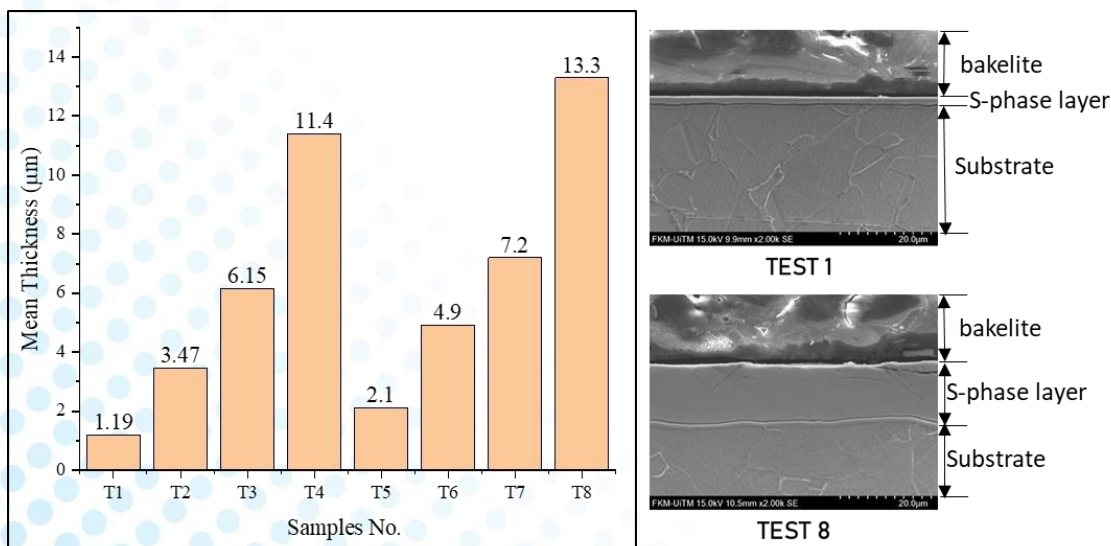 14
12
10
8
6
4
2
0
Mean Thickness (μm)
1.19
3.47
6.15
11.4
2.1
4.9
7.2
13.3
T1 T2 T3 T4 T5 T6 T7 T8
Samples No.
bakelite
S-phase layer
Substrate
FKM-UiTM 15.0kV 9.9mm x2.00k SE 20.0μm
TEST 1
bakelite
S-phase layer
Substrate
FKM-UiTM 15.0kV 10.5mm x2.00k SE 20.0μm
TEST 8